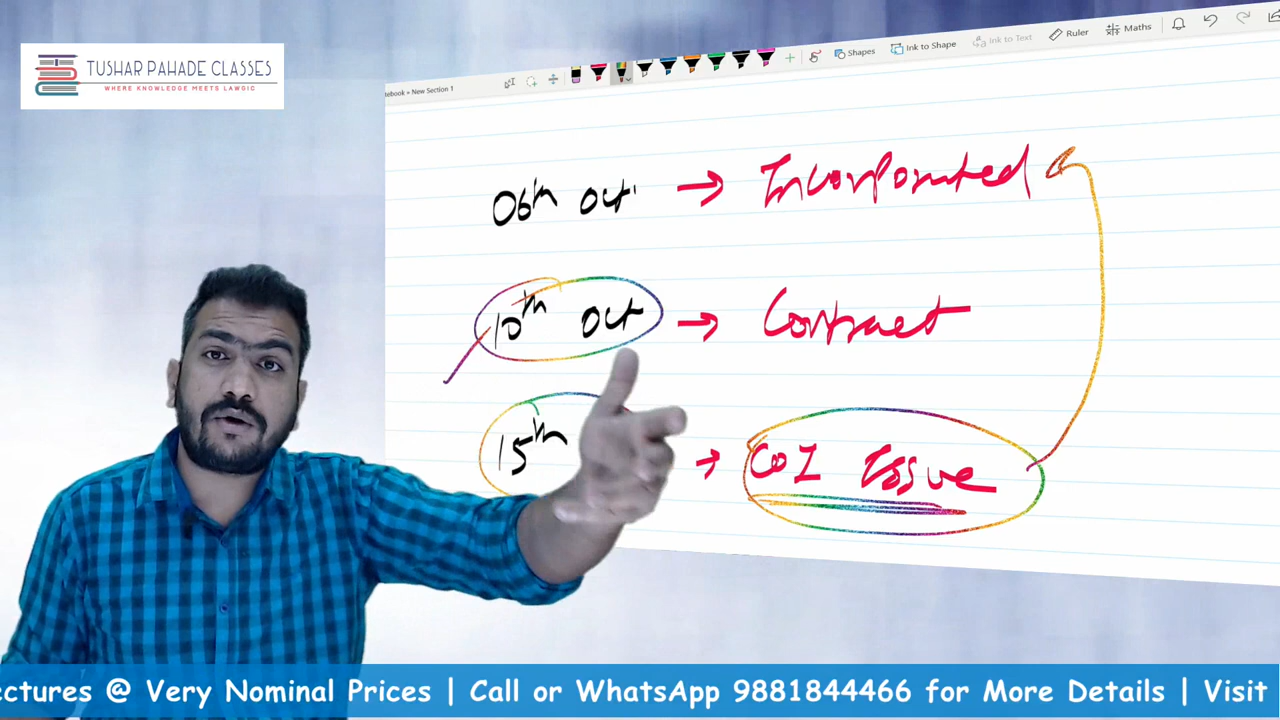 TUSHAR PAHADE CLASSES
WHERE KNOWLEDGE MEETS LAWGIC
tebook » New Section 1
Shapes
Ink to Shape
Ink to Text
Ruler
Maths
06th Oct → Incorporated
10th Oct → Contract
15th → COI Issue
ectures @ Very Nominal Prices | Call or WhatsApp 9881844466 for More Details | Visit